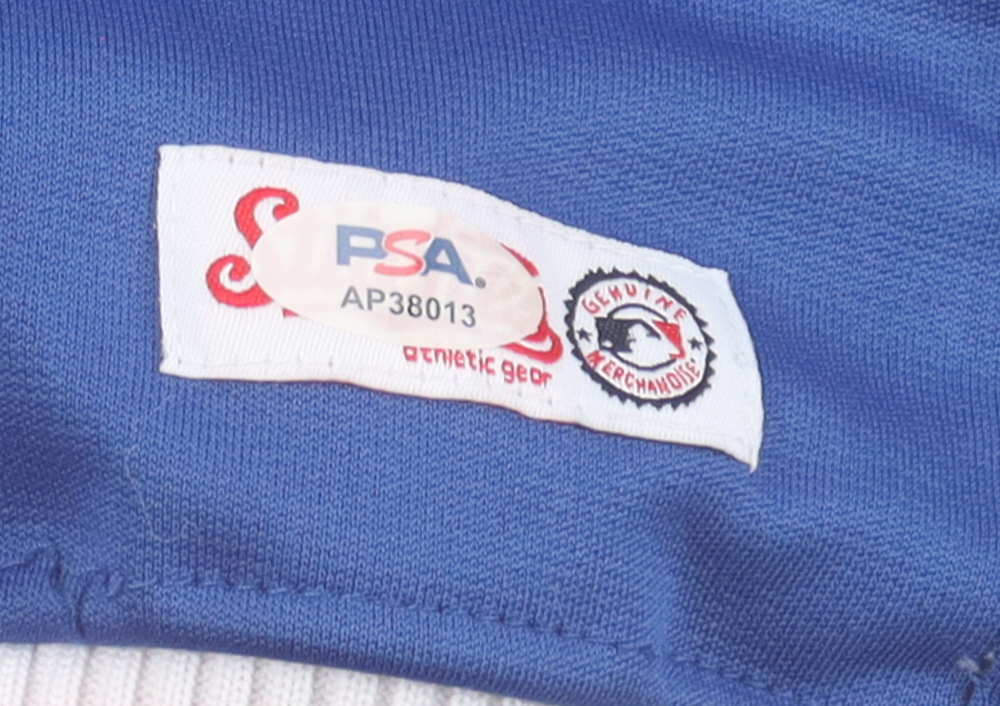 PSA
AP38013
athletic gear
GENUINE
MERCHANDISE